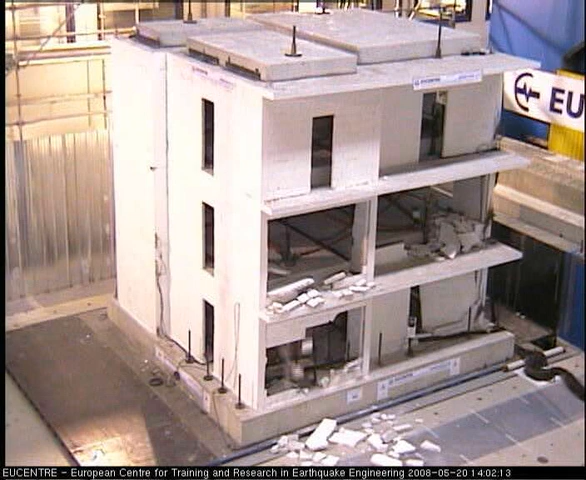 EU
EUCENTRE – European Centre for Training and Research in Earthquake Engineering 2008-05-20 14:02:13